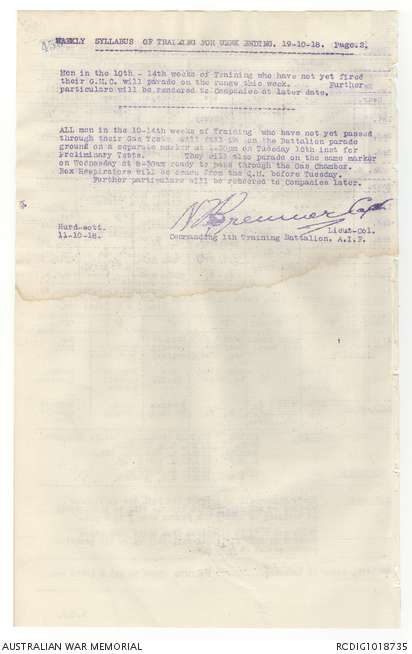 WEEKLY SYLLABUS OF TRAINING FOR WEEK ENDING. 19-10-18. Page.2.
Men in the 10th - 14th weeks of Training who have not yet fired
their G.M.C. will parade on the range this week. Further
particulars will be rendered to Companies at later date.
ALL men in the 10-14th weeks of Training who have not yet passed
through their Gas Tests will fall in on the Battalion parade
ground on a separate marker at on Tuesday 15th inst for
Preliminary Tests. They will also parade on the same marker
on Wednesday at 8-30am ready to pass through the Gas Chamber.
Box Respirators will be drawn from the Q.M. before Tuesday.
Further particulars will be rendered to Companies later.
Capt
Hurdcott. Lieut-Col.
11-10-18. Commanding 1th Training Battalion. A.I.F.
AUSTRALIAN WAR MEMORIAL RCDIG1018735